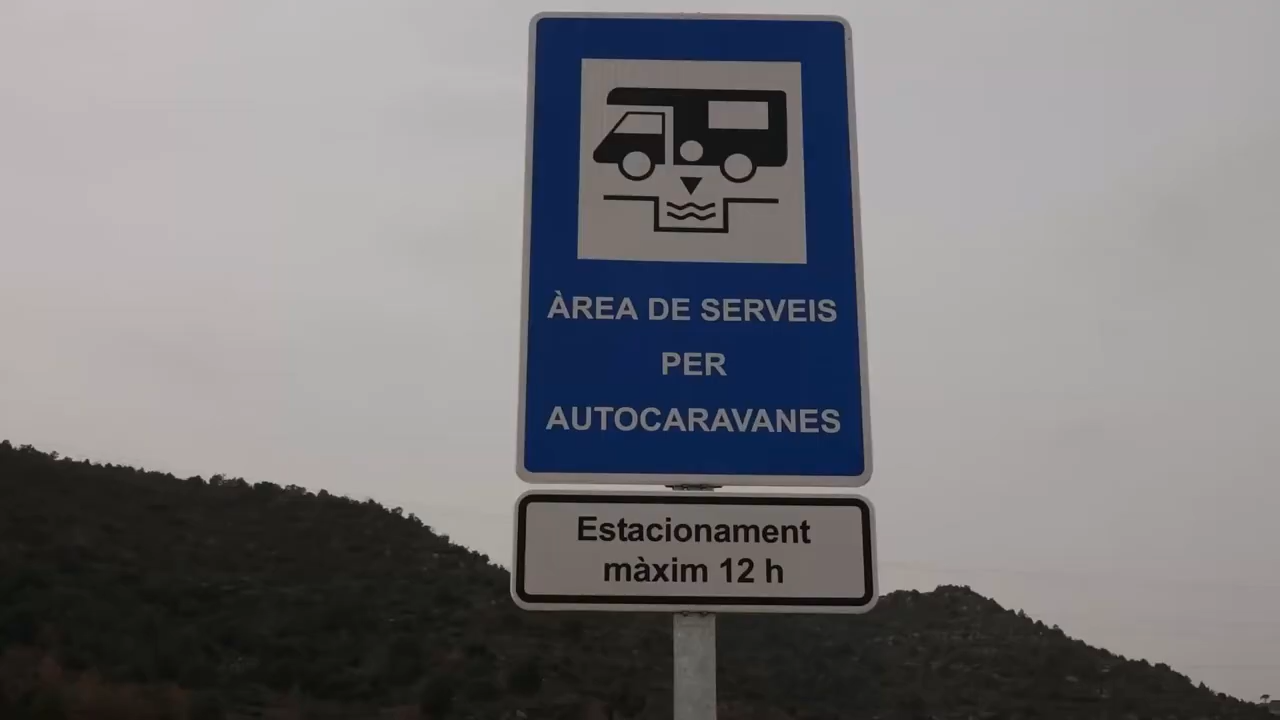 ÀREA DE SERVEIS
PER
AUTOCARAVANES
Estacionament
màxim 12 h